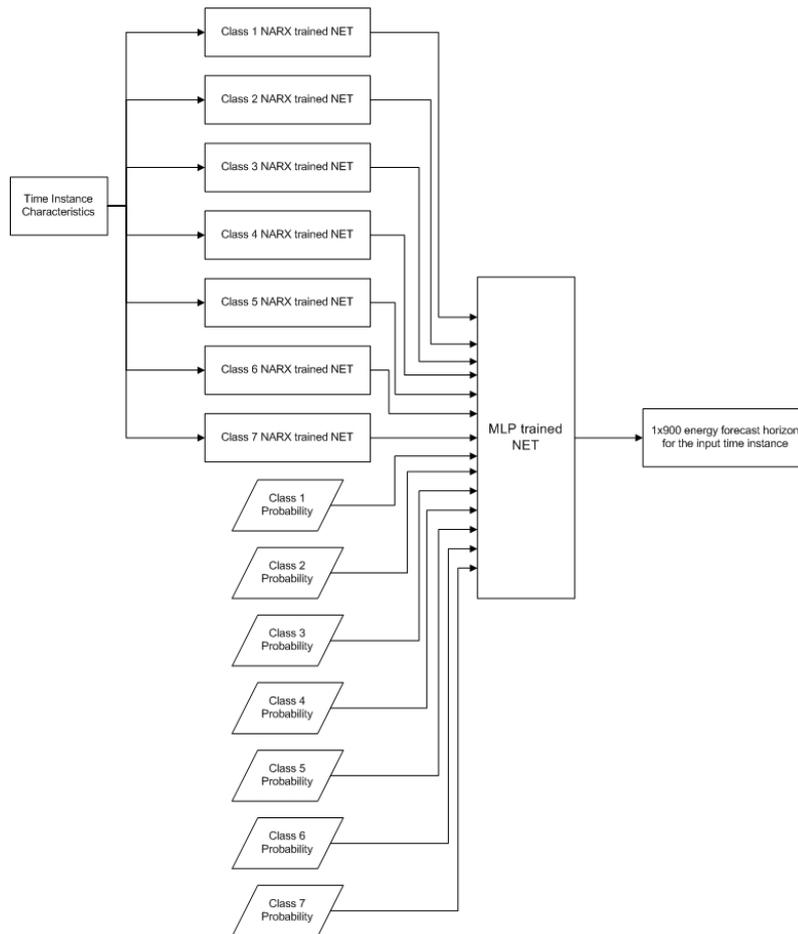 Class 1 NARX trained NET
Class 2 NARX trained NET
Class 3 NARX trained NET
Time Instance
Characteristics
Class 4 NARX trained NET
Class 5 NARX trained NET
Class 6 NARX trained NET
Class 7 NARX trained NET
MLP trained
NET
1x900 energy forecast horizon
for the input time instance
Class 1
Probability
Class 2
Probability
Class 3
Probability
Class 4
Probability
Class 5
Probability
Class 6
Probability
Class 7
Probability